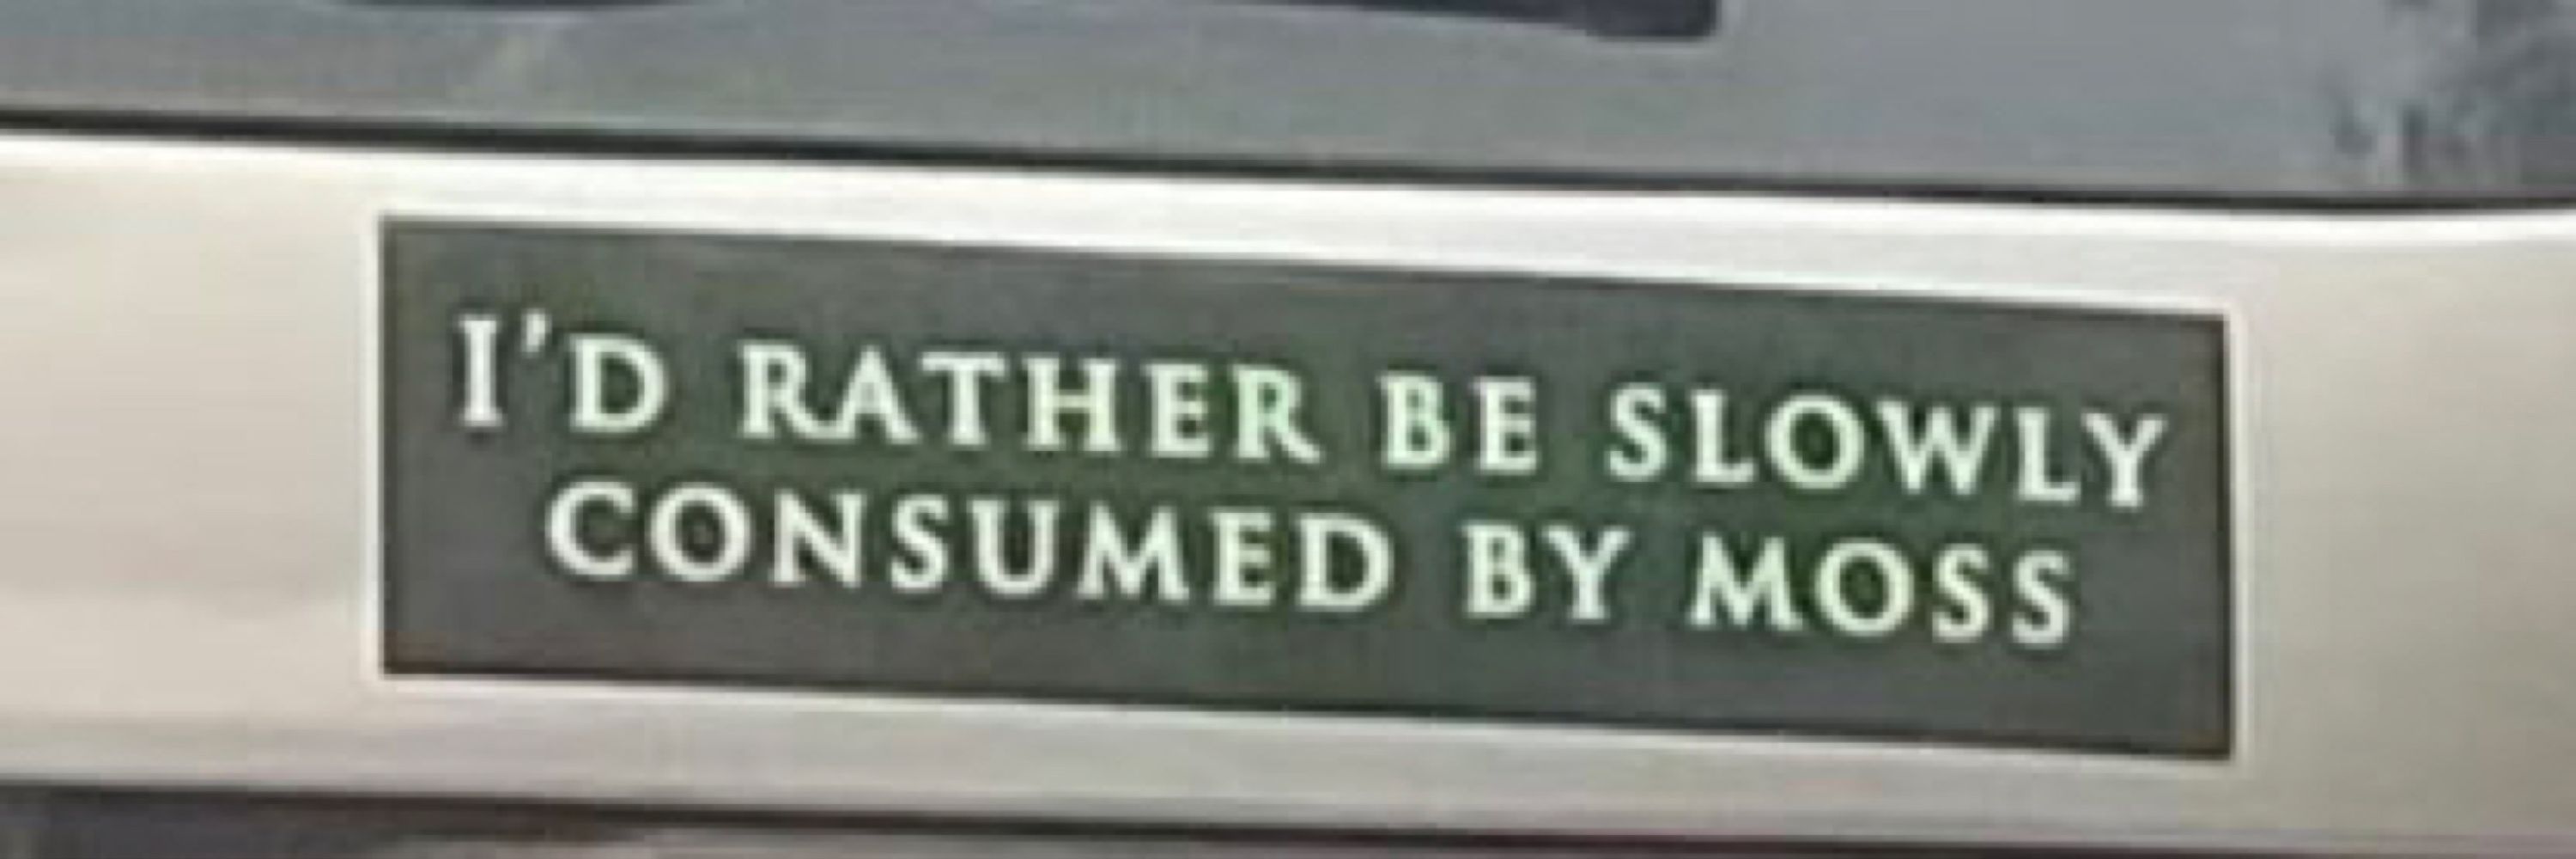 I'D RATHER BE SLOWLY
CONSUMED BY MOSS